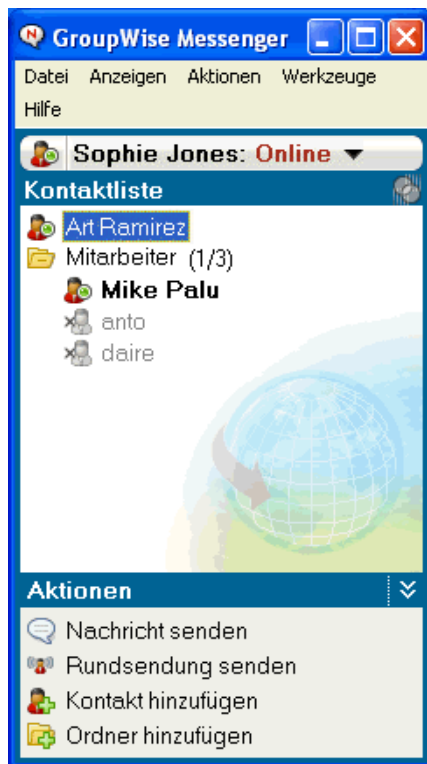 GroupWise Messenger
Datei Anzeigen Aktionen Werkzeuge
Hilfe
Sophie Jones: Online
Kontaktliste
Art Ramirez
Mitarbeiter (1/3)
Mike Palu
anto
daire
Aktionen
Nachricht senden
Rundsendung senden
Kontakt hinzufügen
Ordner hinzufügen